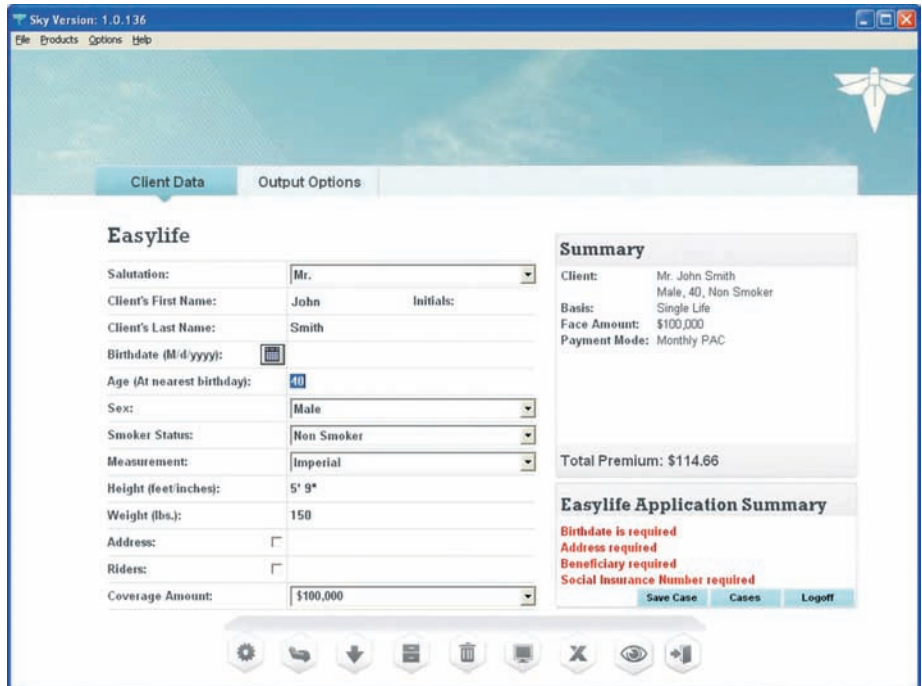 Sky Version: 1.0.136
File Products Options Help
Client Data Output Options
Easylife
Salutation: Mr.
Client's First Name: John Initials:
Client's Last Name: Smith
Birthdate (M/d/yyyy):
Age (At nearest birthday): 40
Sex: Male
Smoker Status: Non Smoker
Measurement: Imperial
Height (feet/inches): 5' 9"
Weight (lbs.): 150
Address:
Riders:
Coverage Amount: $100,000
Summary
Client: Mr. John Smith
Male, 40, Non Smoker
Basis: Single Life
Face Amount: $100,000
Payment Mode: Monthly PAC
Total Premium: $114.66
Easylife Application Summary
Birthdate is required
Address required
Beneficiary required
Social Insurance Number required
Save Case Cases Logoff